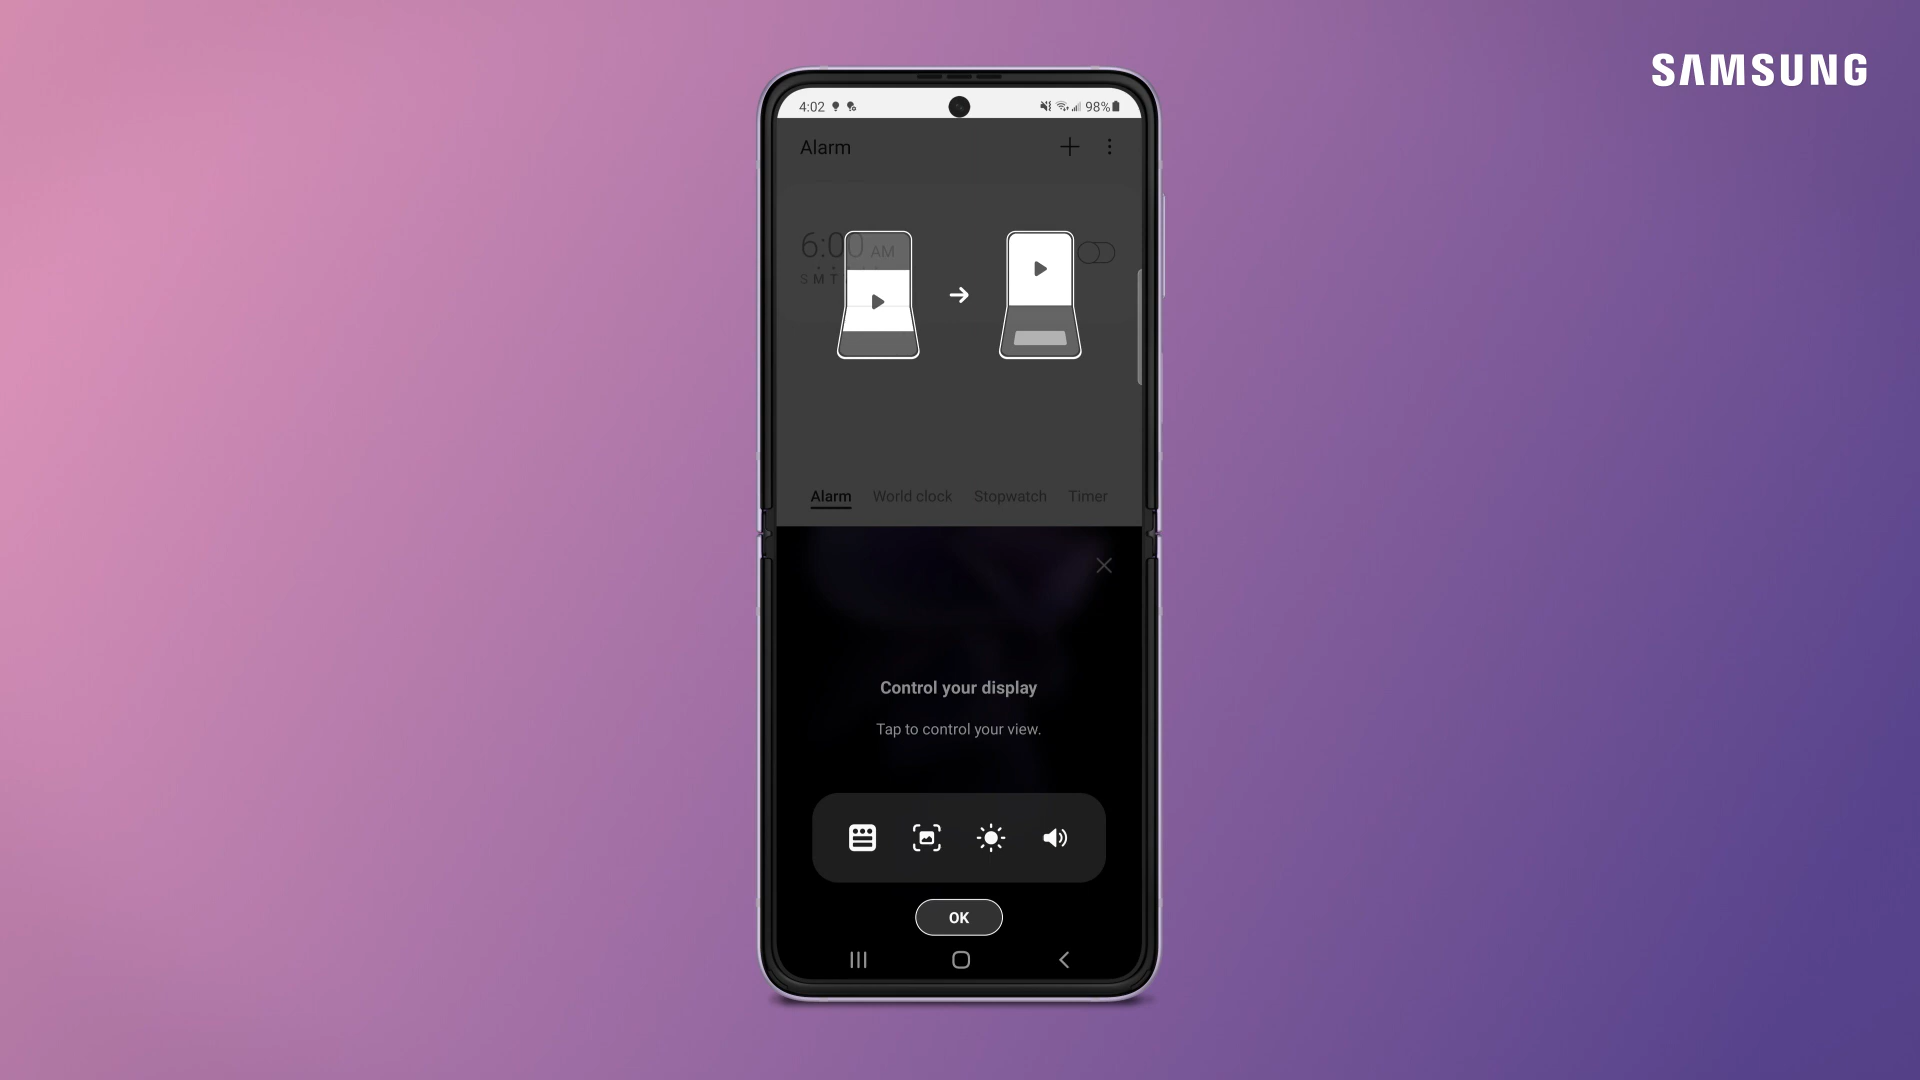 SAMSUNG
4:02
98%
Alarm
6:00 AM
S M T
Alarm World clock Stopwatch Timer
Control your display
Tap to control your view.
OK